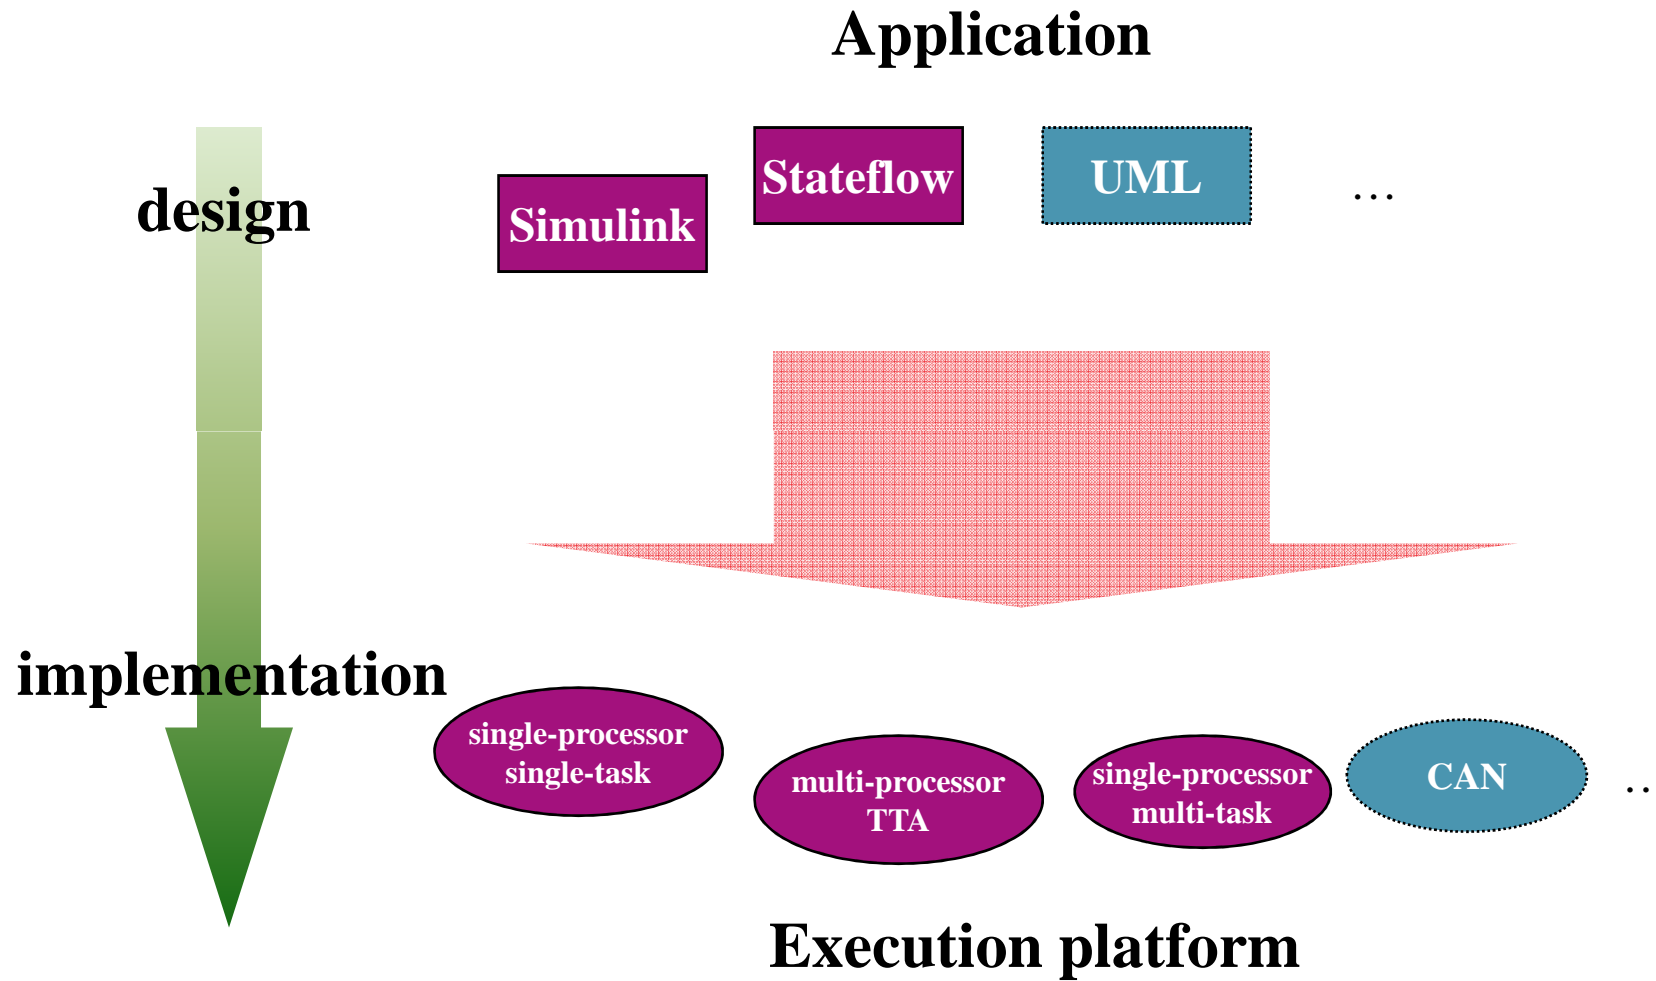 Application
design
Simulink
Stateflow
UML
...
implementation
single-processor
single-task
multi-processor
TTA
single-processor
multi-task
CAN
..
Execution platform